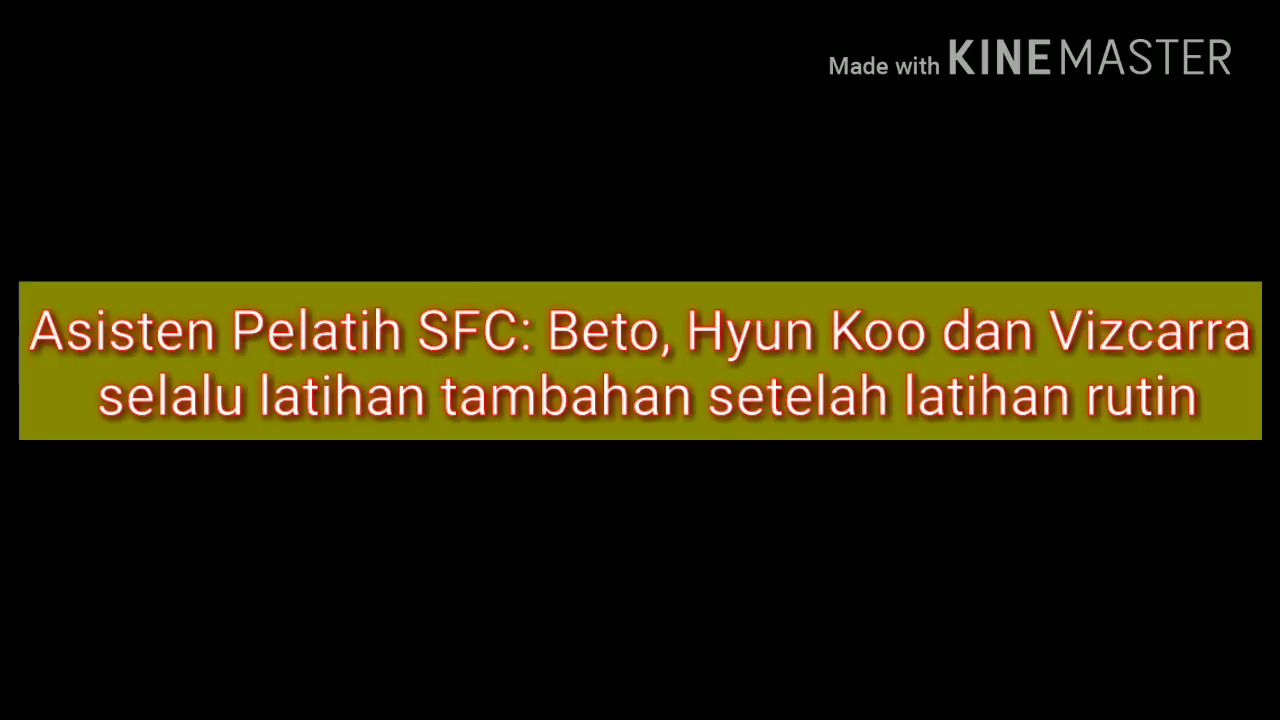 Made with KINEMASTER
Asisten Pelatih SFC: Beto, Hyun Koo dan Vizcarra
selalu latihan tambahan setelah latihan rutin